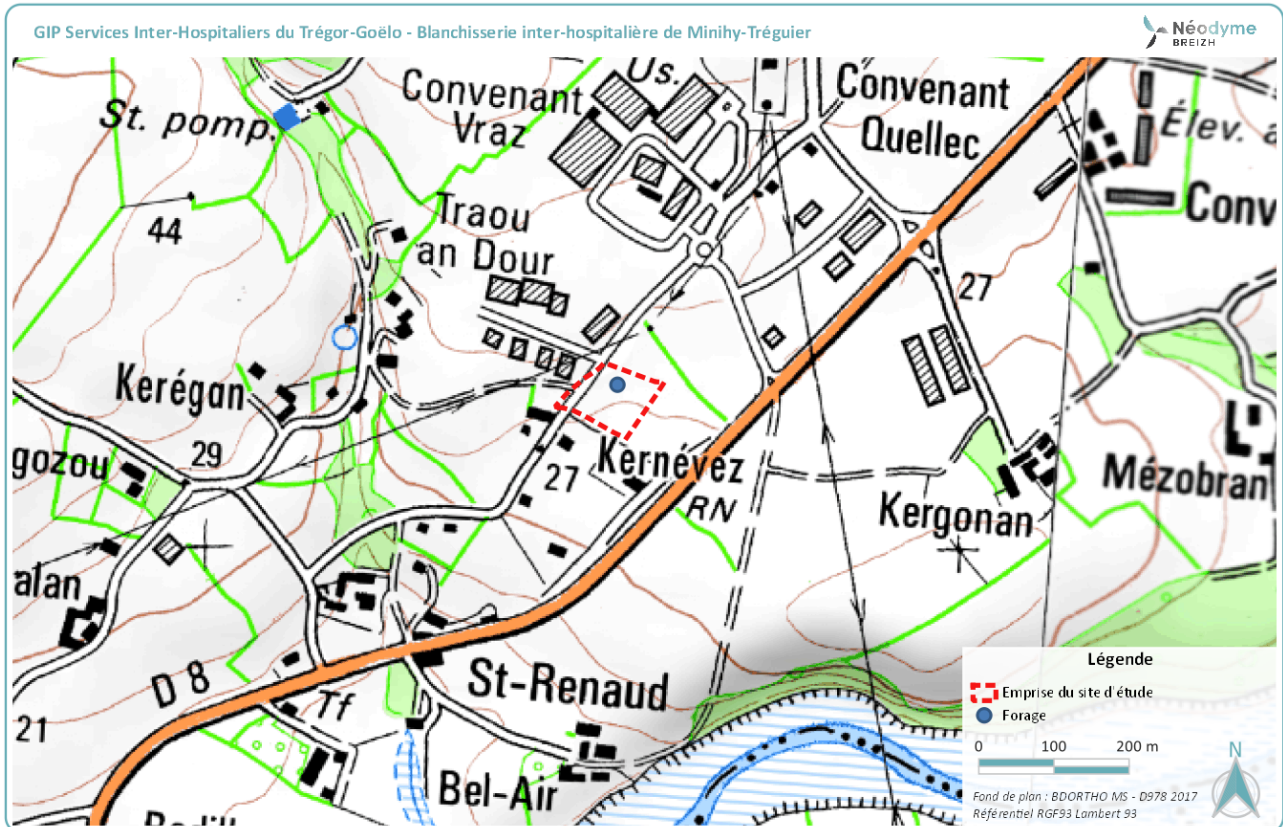 GIP Services Inter-Hospitaliers du Trégor-Goëlo - Blanchisserie inter-hospitalière de Minihy-Tréguier
Néodyme
BREIZH
Us.
St. pomp.
Convenant
Vraz
Convenant
Quellec
Élev. a
Conv
44
Traou
an Dour
27
Kerégan
gozou
29
Kernévez
27
RN
Kergonan
Mézobran
alan
D 8
St-Renaud
Tf
21
Bel-Air
Légende
Emprise du site d'étude
Forage
0 100 200 m
N
Fond de plan : BDORTHO MS - D978 2017
Référentiel RGF93 Lambert 93